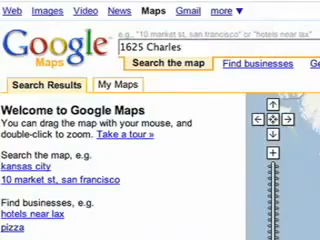 Web Images Video News Maps Gmail more ▼
e.g., "10 market st, san francisco" or "hotels near lax"
Google
Maps
1625 Charles
Search the map Find businesses
Search Results My Maps
Welcome to Google Maps
You can drag the map with your mouse, and
double-click to zoom. Take a tour »
Search the map, e.g.
kansas city
10 market st, san francisco
Find businesses, e.g.
hotels near lax
pizza